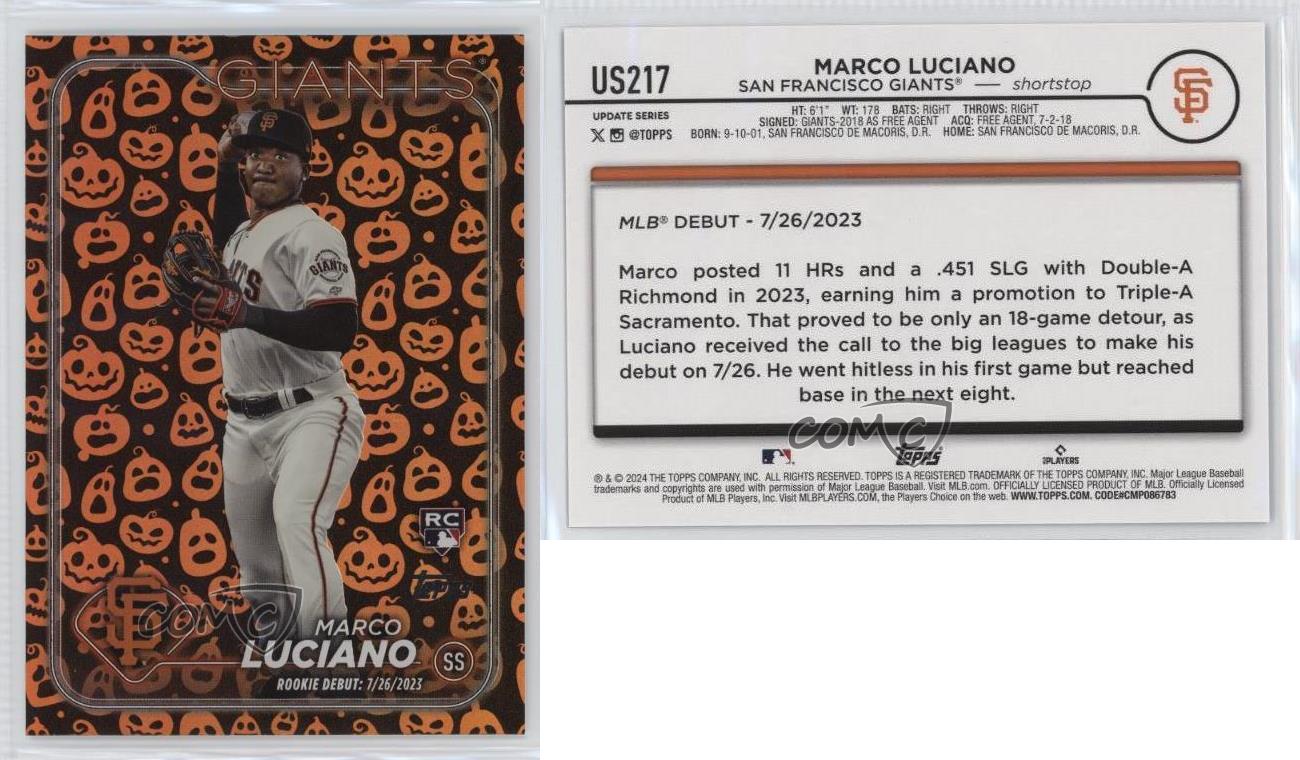 GIANTS®
GIANTS
NTS
RC
Topps
COMC
MARCO
LUCIANO
SS
ROOKIE DEBUT: 7/26/2023
US217
MARCO LUCIANO
SAN FRANCISCO GIANTS® — shortstop
SF
UPDATE SERIES
HT: 6'1" WT: 178 BATS: RIGHT THROWS: RIGHT
SIGNED: GIANTS-2018 AS FREE AGENT ACQ: FREE AGENT, 7-2-18
@TOPPS BORN: 9-10-01, SAN FRANCISCO DE MACORIS, D.R. HOME: SAN FRANCISCO DE MACORIS, D.R.
MLB® DEBUT - 7/26/2023
Marco posted 11 HRs and a .451 SLG with Double-A
Richmond in 2023, earning him a promotion to Triple-A
Sacramento. That proved to be only an 18-game detour, as
Luciano received the call to the big leagues to make his
debut on 7/26. He went hitless in his first game but reached
base in the next eight.
COMC
Topps
PLAYERS
® & © 2024 THE TOPPS COMPANY, INC. ALL RIGHTS RESERVED. TOPPS IS A REGISTERED TRADEMARK OF THE TOPPS COMPANY, INC. Major League Baseball
trademarks and copyrights are used with permission of Major League Baseball. Visit MLB.com. OFFICIALLY LICENSED PRODUCT OF MLB. Officially Licensed
Product of MLB Players, Inc. Visit MLBPLAYERS.COM, the Players Choice on the web. WWW.TOPPS.COM. CODE#CMP086783